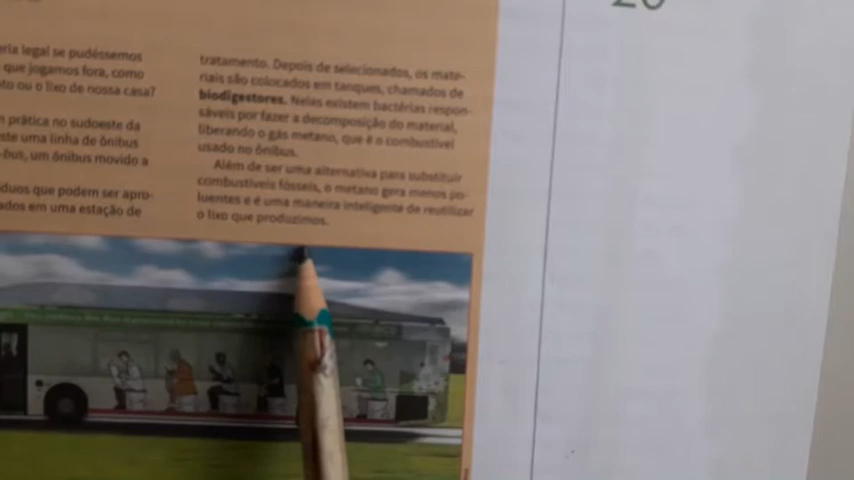 ria legal se pudéssemos
que jogamos fora, como
to ou o lixo de nossa casa?
prática no sudoeste da
ste uma linha de ônibus
-bus, um ônibus movido a
duos que podem ser apro-
ados em uma estação de
tratamento. Depois de selecionados, os mate-
riais são colocados em tanques, chamados de
biodigestores. Neles existem bactérias respon-
sáveis por fazer a decomposição do material,
liberando o gás metano, que é o combustível
usado no ônibus.
Além de ser uma alternativa para substituir
combustíveis fósseis, o metano gera menos po-
luentes e é uma maneira inteligente de reutilizar
o lixo que produzimos.